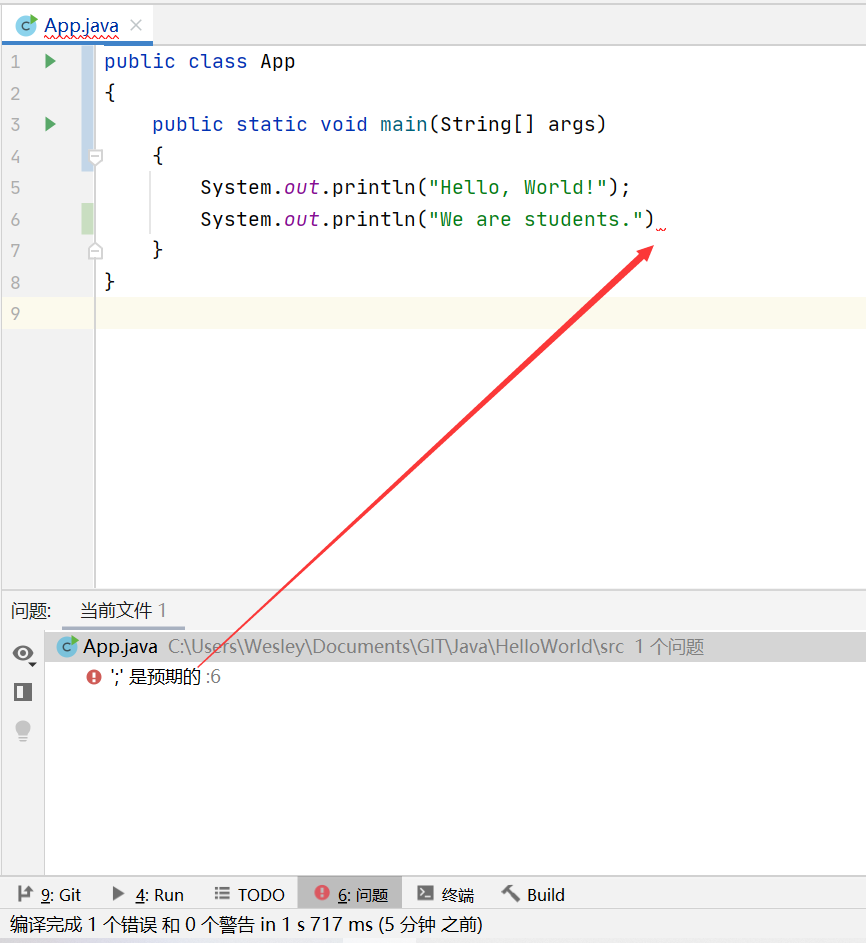 App.java
1 public class App
2 {
3 public static void main(String[] args)
4 {
5 System.out.println("Hello, World!");
6 System.out.println("We are students.")
7 }
8 }
9
问题: 当前文件 1
App.java C:\Users\Wesley\Documents\GIT\Java\HelloWorld\src 1 个问题
';' 是预期的 :6
9: Git 4: Run TODO 6: 问题 终端 Build
编译完成 1 个错误 和 0 个警告 in 1 s 717 ms (5 分钟 之前)